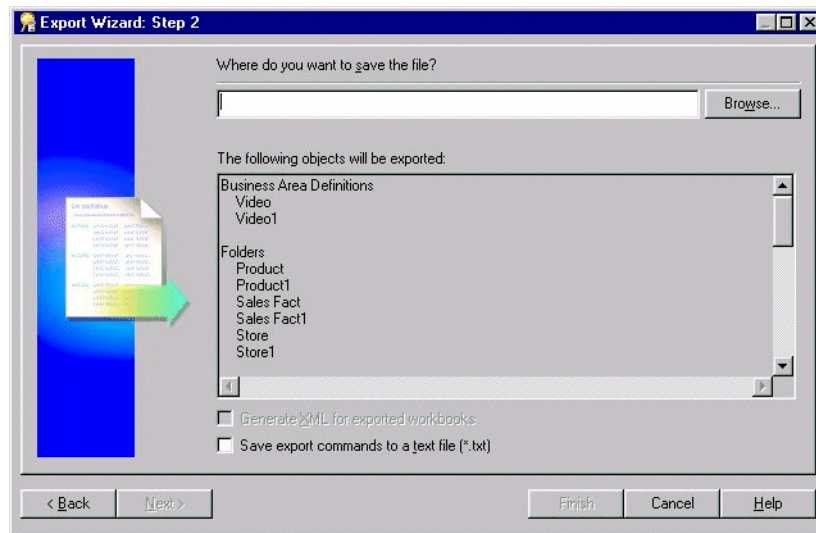 Export Wizard: Step 2
Where do you want to save the file?
Browse...
The following objects will be exported:
Business Area Definitions
Video
Video1
Folders
Product
Product1
Sales Fact
Sales Fact1
Store
Store1
Generate XML for exported workbooks
Save export commands to a text file (*.txt)
< Back
Next >
Finish
Cancel
Help